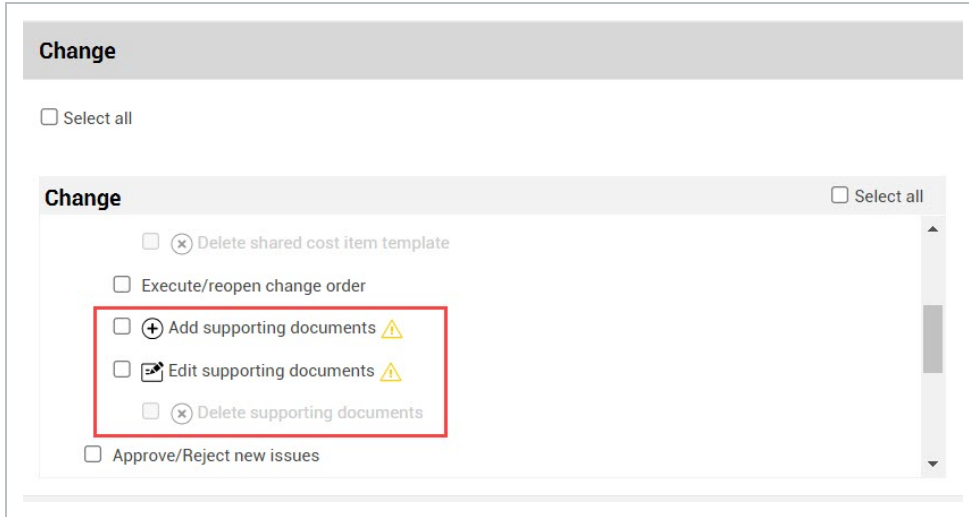 Change
Select all
Change
Select all
Delete shared cost item template
Execute/reopen change order
Add supporting documents
Edit supporting documents
Delete supporting documents
Approve/Reject new issues